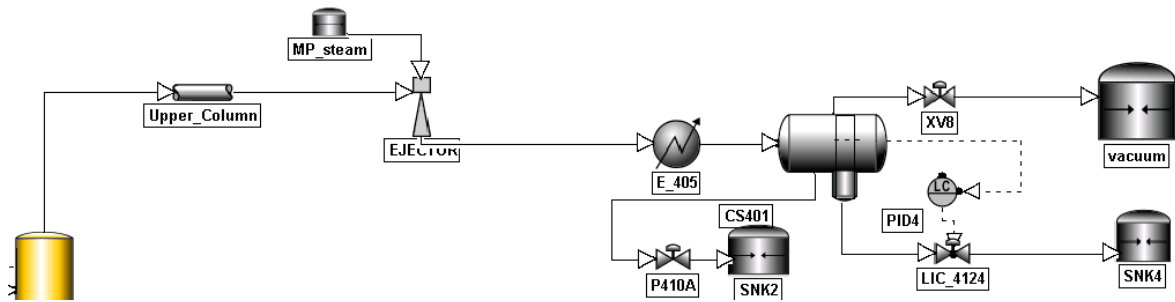 MP_steam
Upper_Column
EJECTOR
XV8
vacuum
E_405
LC
CS401
PID4
P410A
SNK2
LIC_4124
SNK4